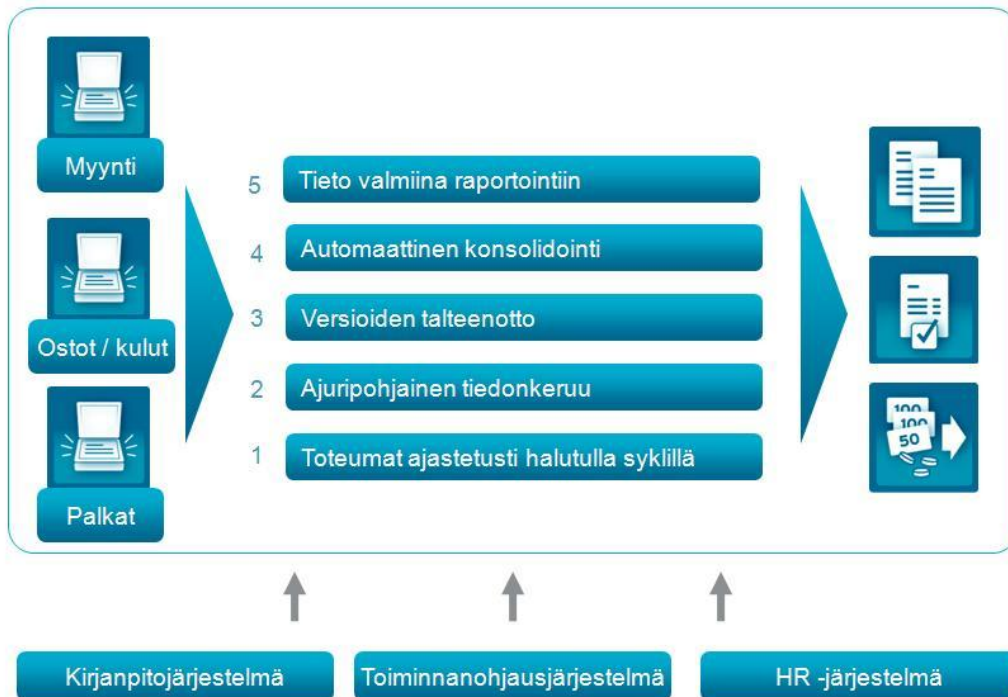 Myynti
Ostot / kulut
Palkat
5 Tieto valmiina raportointiin
4 Automaattinen konsolidointi
3 Versioiden talteenotto
2 Ajuripohjainen tiedonkeruu
1 Toteumat ajastetusti halutulla syklillä
100
100
50
Kirjanpitojärjestelmä
Toiminnanohjausjärjestelmä
HR -järjestelmä